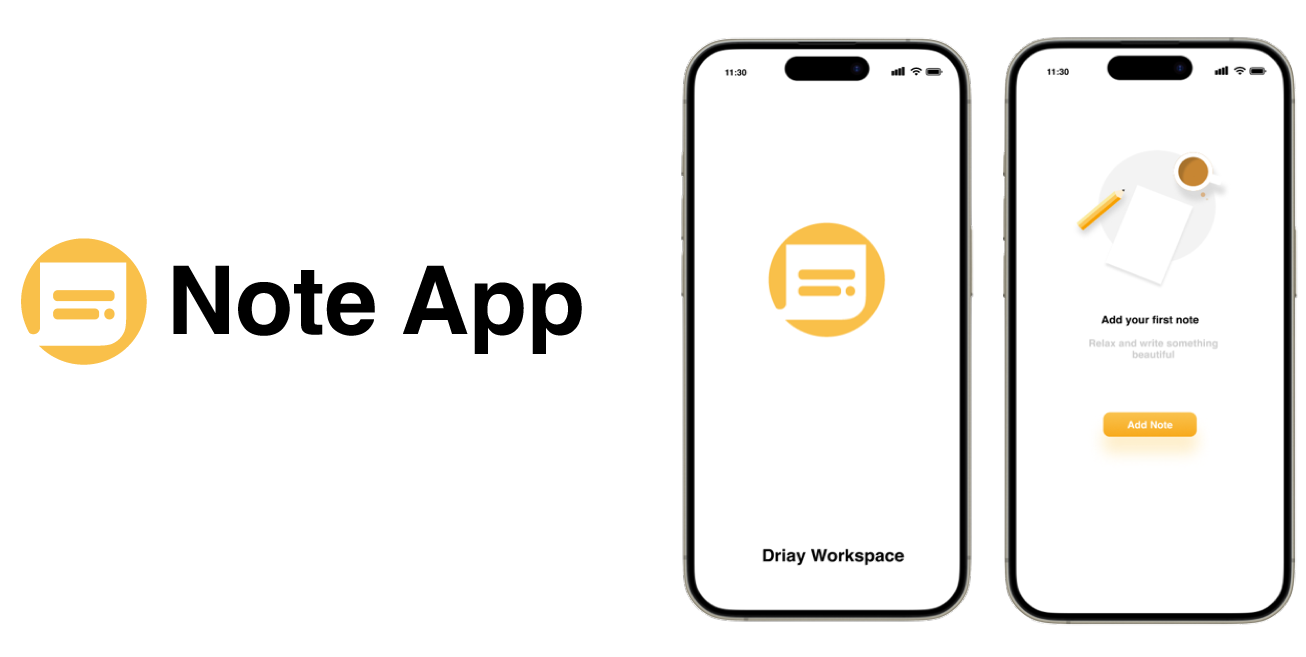 Note App
11:30
Driay Workspace
11:30
Add your first note
Relax and write something
beautiful
Add Note